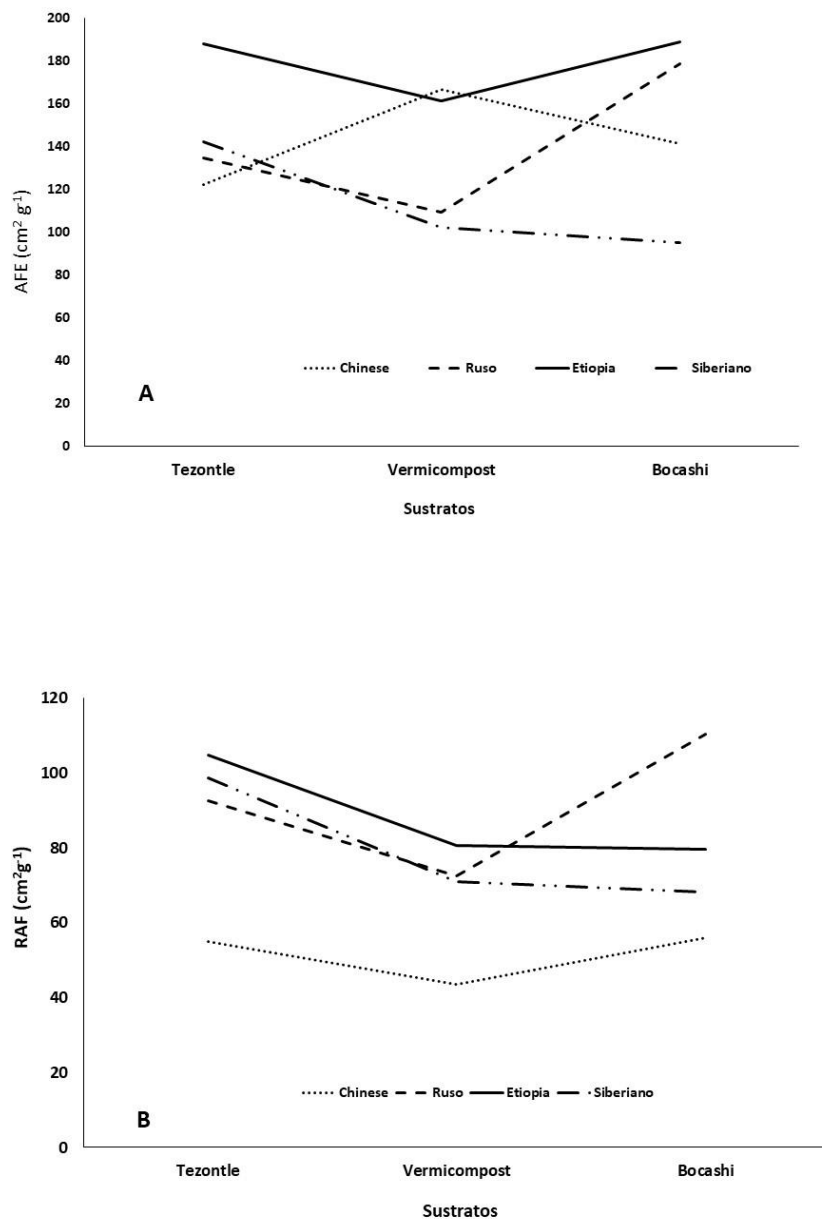 200
180
160
140
120
100
80
60
40
20
0
AFE (cm² g⁻¹)
Chinese Ruso Etiopia Siberiano
A
Tezontle Vermicompost Bocashi
Sustratos
120
100
80
60
40
20
0
RAF (cm²g⁻¹)
Chinese Ruso Etiopia Siberiano
B
Tezontle Vermicompost Bocashi
Sustratos